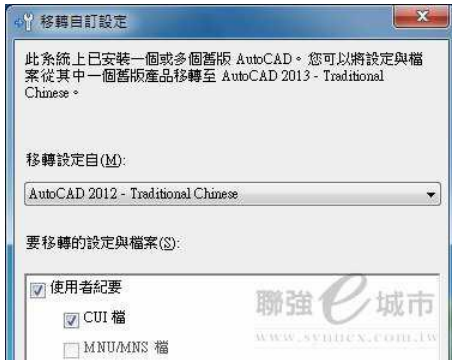 移轉自訂設定
此系統上已安裝一個或多個舊版 AutoCAD。您可以將設定與檔
案從其中一個舊版產品移轉至 AutoCAD 2013 - Traditional
Chinese。
移轉設定自(M):
AutoCAD 2012 - Traditional Chinese
要移轉的設定與檔案(S):
使用者紀要
CUI 檔
MNU/MNS 檔
聯強e城市
www.synnex.com.tw